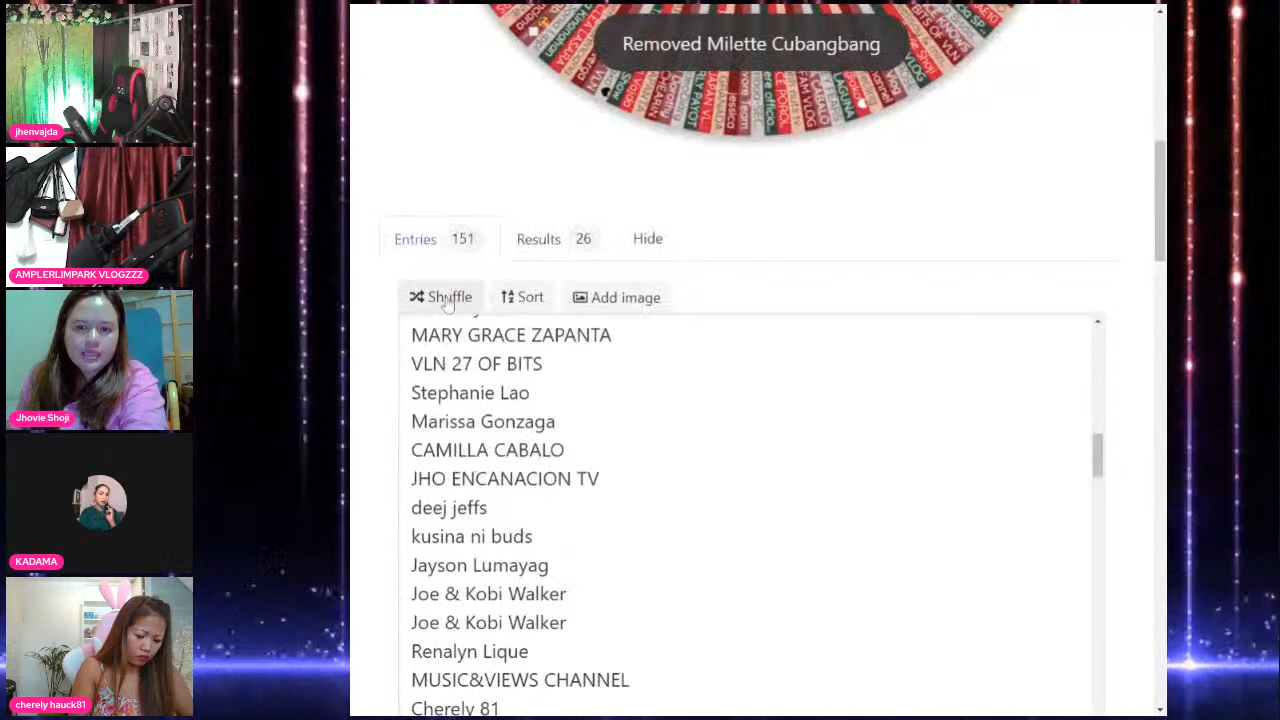 jhenvajda
AMPLERLIMPARK VLOGZZZ
Jhovie Shoji
KADAMA
cherely hauck81
Removed Milette Cubangbang
Entries 151 Results 26 Hide
Shuffle Sort Add image
MARY GRACE ZAPANTA
VLN 27 OF BITS
Stephanie Lao
Marissa Gonzaga
CAMILLA CABALO
JHO ENCANACION TV
deej jeffs
kusina ni buds
Jayson Lumayag
Joe & Kobi Walker
Joe & Kobi Walker
Renalyn Lique
MUSIC&VIEWS CHANNEL
Cherely 81